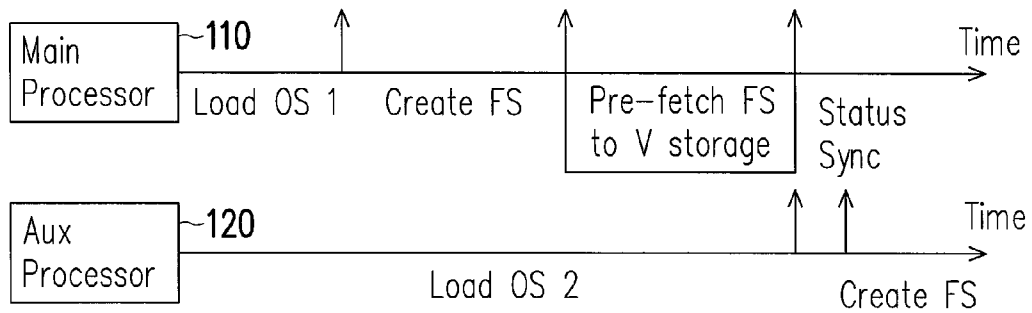 Main
Processor
110
Time
Load OS 1
Create FS
Pre-fetch FS
to V storage
Status
Sync
Aux
Processor
120
Time
Load OS 2
Create FS